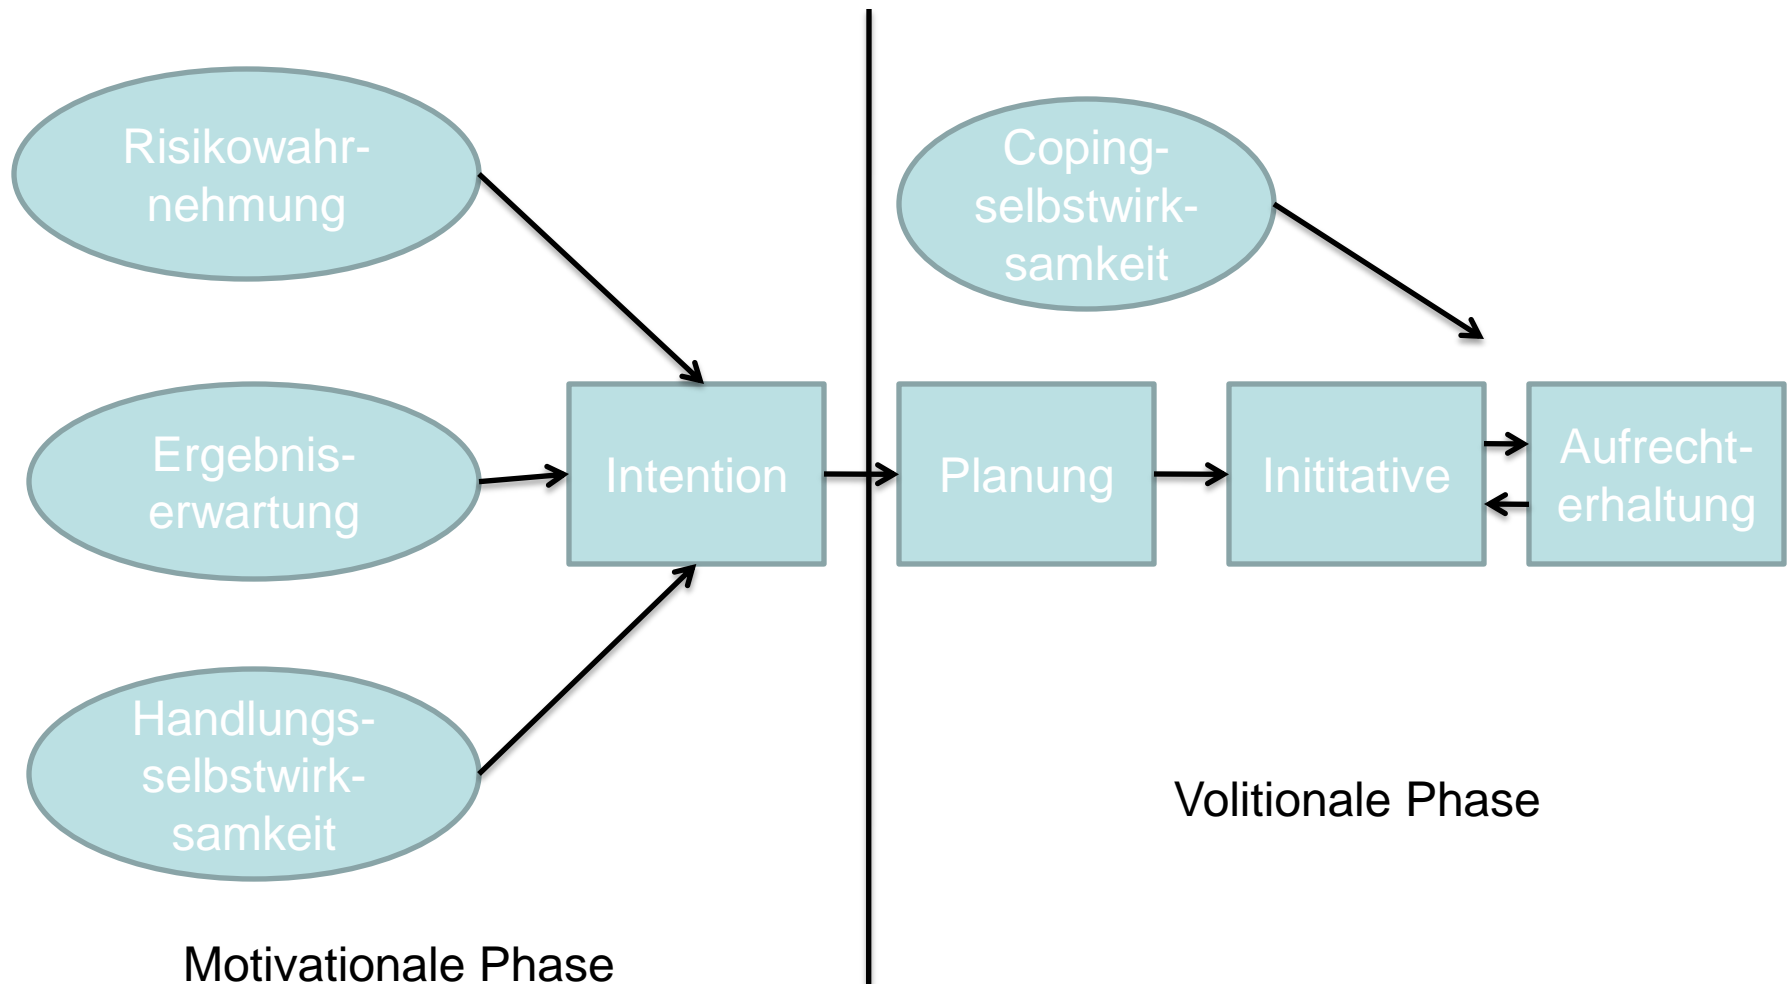 Risikowahr-
nehmung
Ergebnis-
erwartung
Handlungs-
selbstwirk-
samkeit
Intention
Motivationale Phase
Coping-
selbstwirk-
samkeit
Planung
Inititative
Aufrecht-
erhaltung
Volitionale Phase